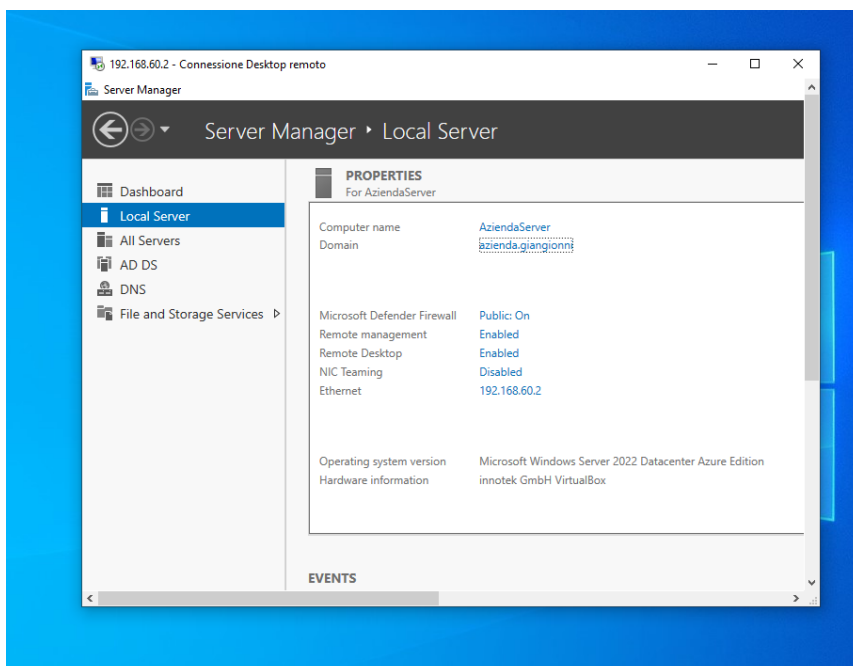 192.168.60.2 - Connessione Desktop remoto
Server Manager
Server Manager ‣ Local Server
Dashboard
Local Server
All Servers
AD DS
DNS
File and Storage Services
PROPERTIES
For AziendaServer
Computer name AziendaServer
Domain azienda.giangionni
Microsoft Defender Firewall Public: On
Remote management Enabled
Remote Desktop Enabled
NIC Teaming Disabled
Ethernet 192.168.60.2
Operating system version Microsoft Windows Server 2022 Datacenter Azure Edition
Hardware information innotek GmbH VirtualBox
EVENTS